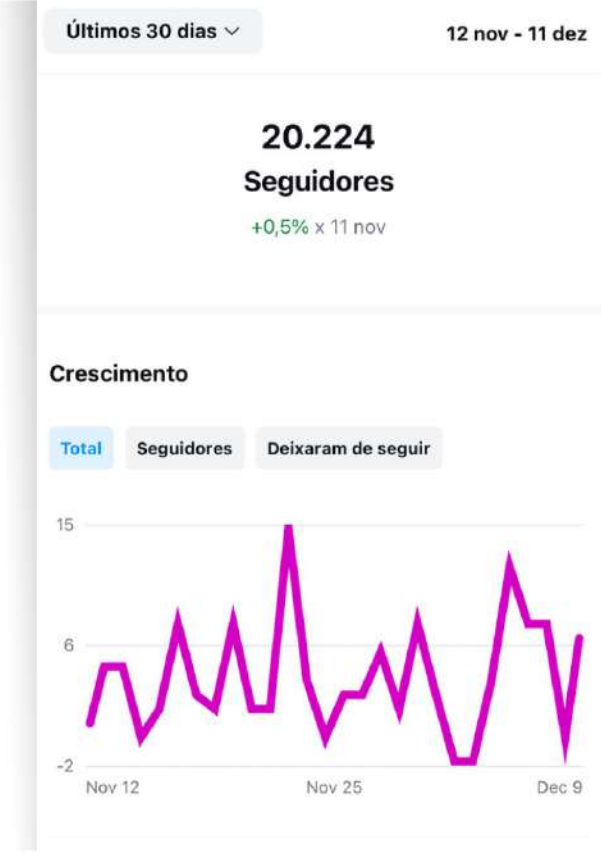 Últimos 30 dias
12 nov - 11 dez
20.224
Seguidores
+0,5% x 11 nov
Crescimento
Total
Seguidores
Deixaram de seguir
15
6
-2
Nov 12
Nov 25
Dec 9